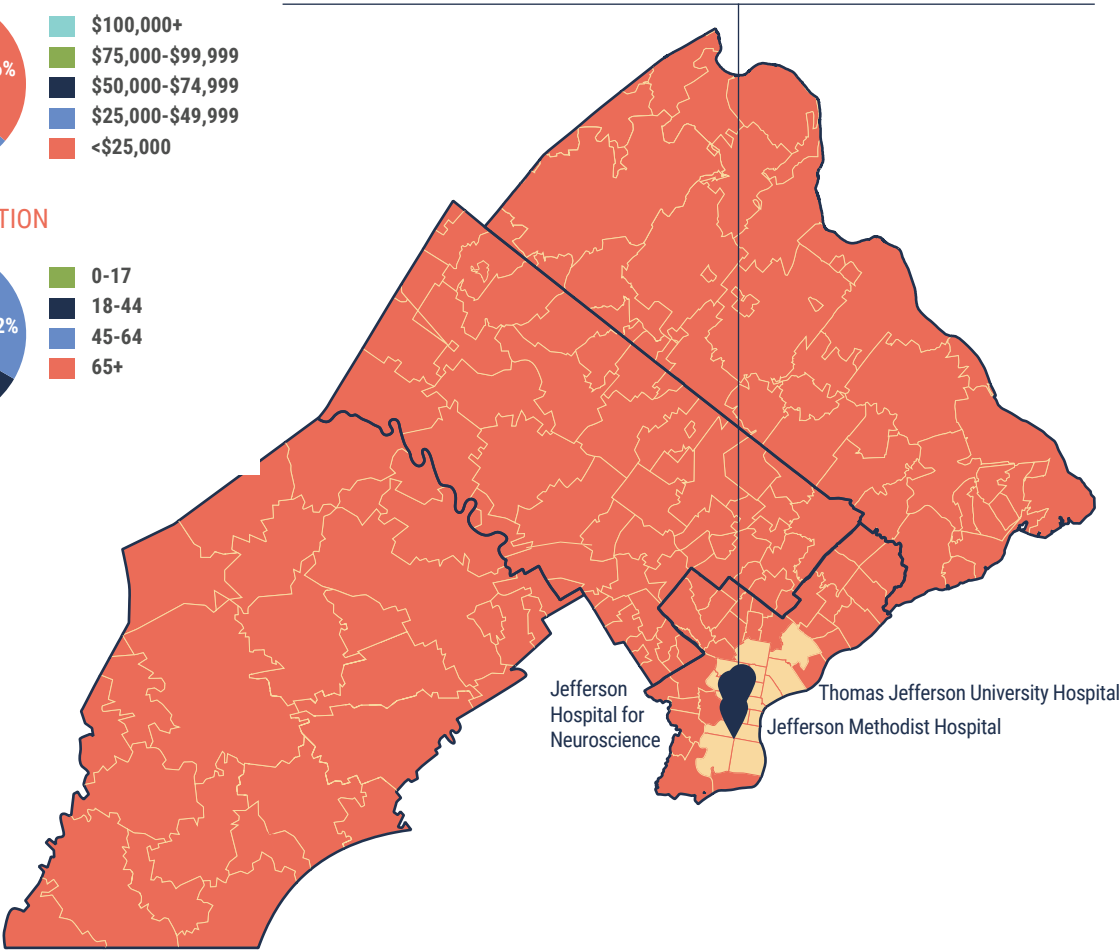 $100,000+
$75,000-$99,999
$50,000-$74,999
$25,000-$49,999
<$25,000
0-17
18-44
45-64
65+
Jefferson
Hospital for
Neuroscience
Thomas Jefferson University Hospital
Jefferson Methodist Hospital